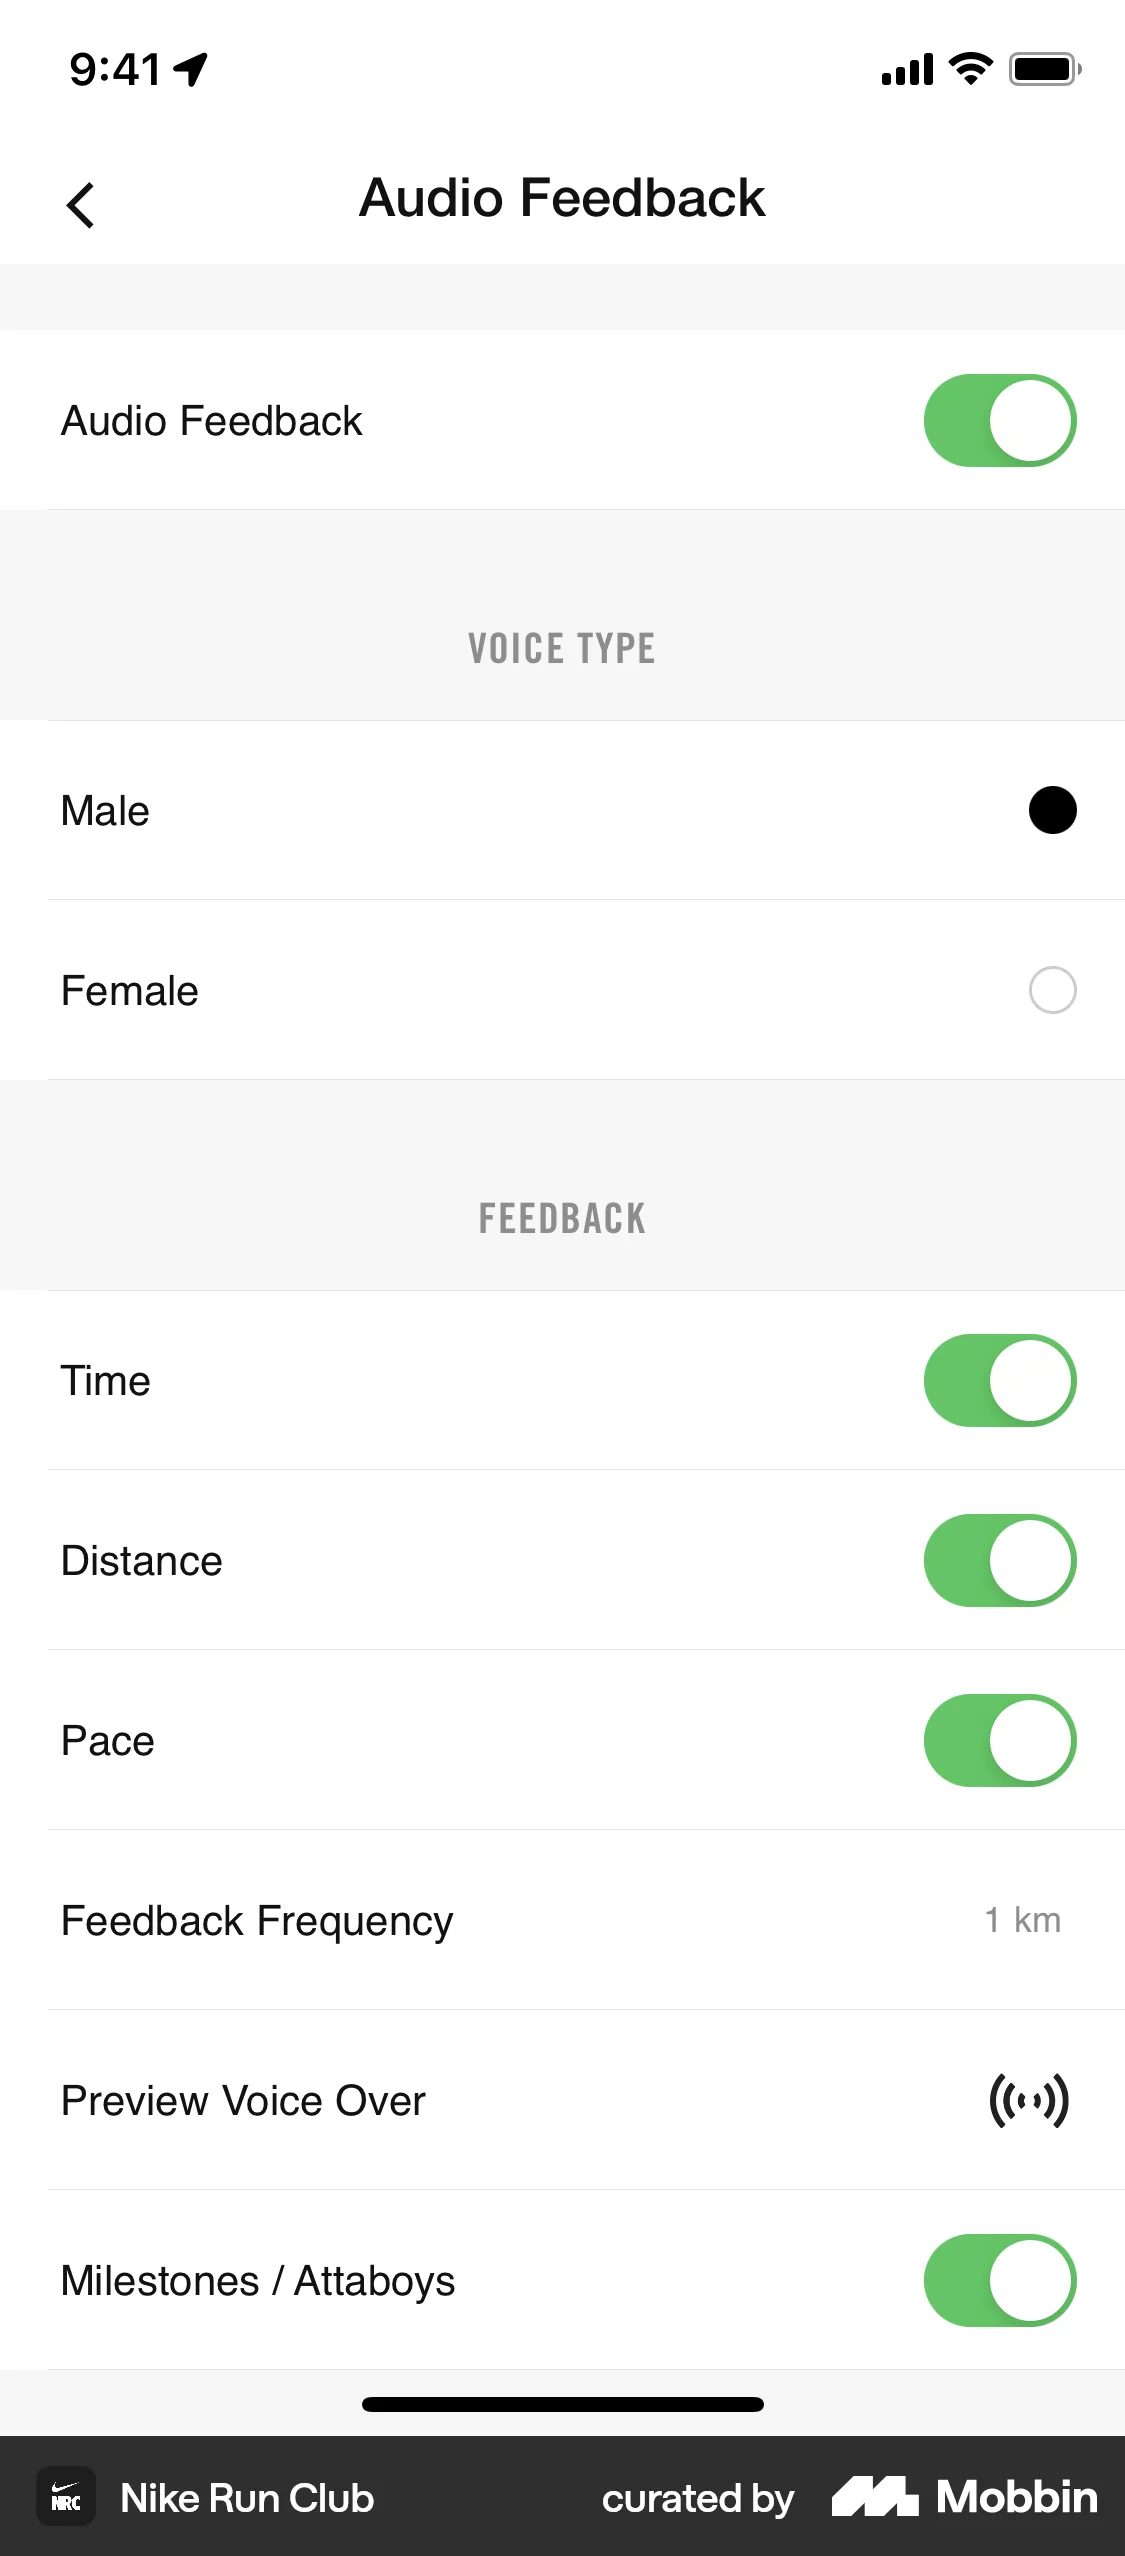 9:41
Audio Feedback
Audio Feedback
VOICE TYPE
Male
Female
FEEDBACK
Time
Distance
Pace
Feedback Frequency 1 km
Preview Voice Over
Milestones / Attaboys
NRC Nike Run Club curated by Mobbin